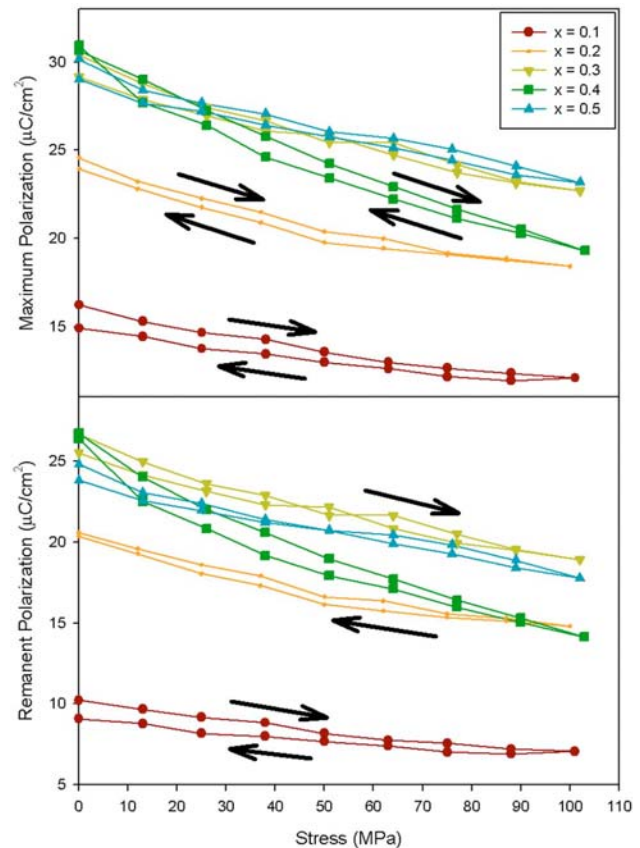 Maximum Polarization (μC/cm²)
30
25
20
15
x = 0.1
x = 0.2
x = 0.3
x = 0.4
x = 0.5
Remanent Polarization (μC/cm²)
25
20
15
10
5
0 10 20 30 40 50 60 70 80 90 100 110
Stress (MPa)